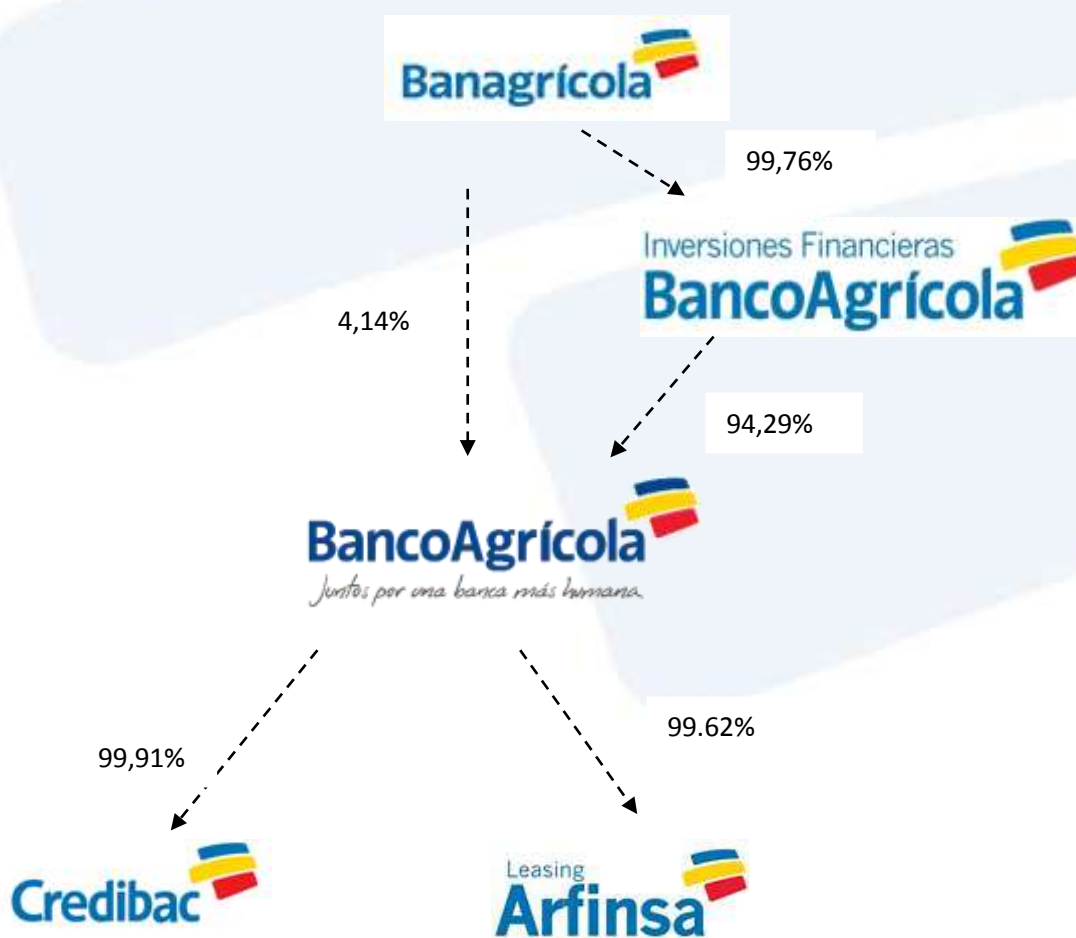 Banagrícola
99,76%
Inversiones Financieras
BancoAgrícola
4,14%
94,29%
BancoAgrícola
Juntos por una banca más humana.
99.62%
99,91%
Credibac
Leasing
Arfinsa